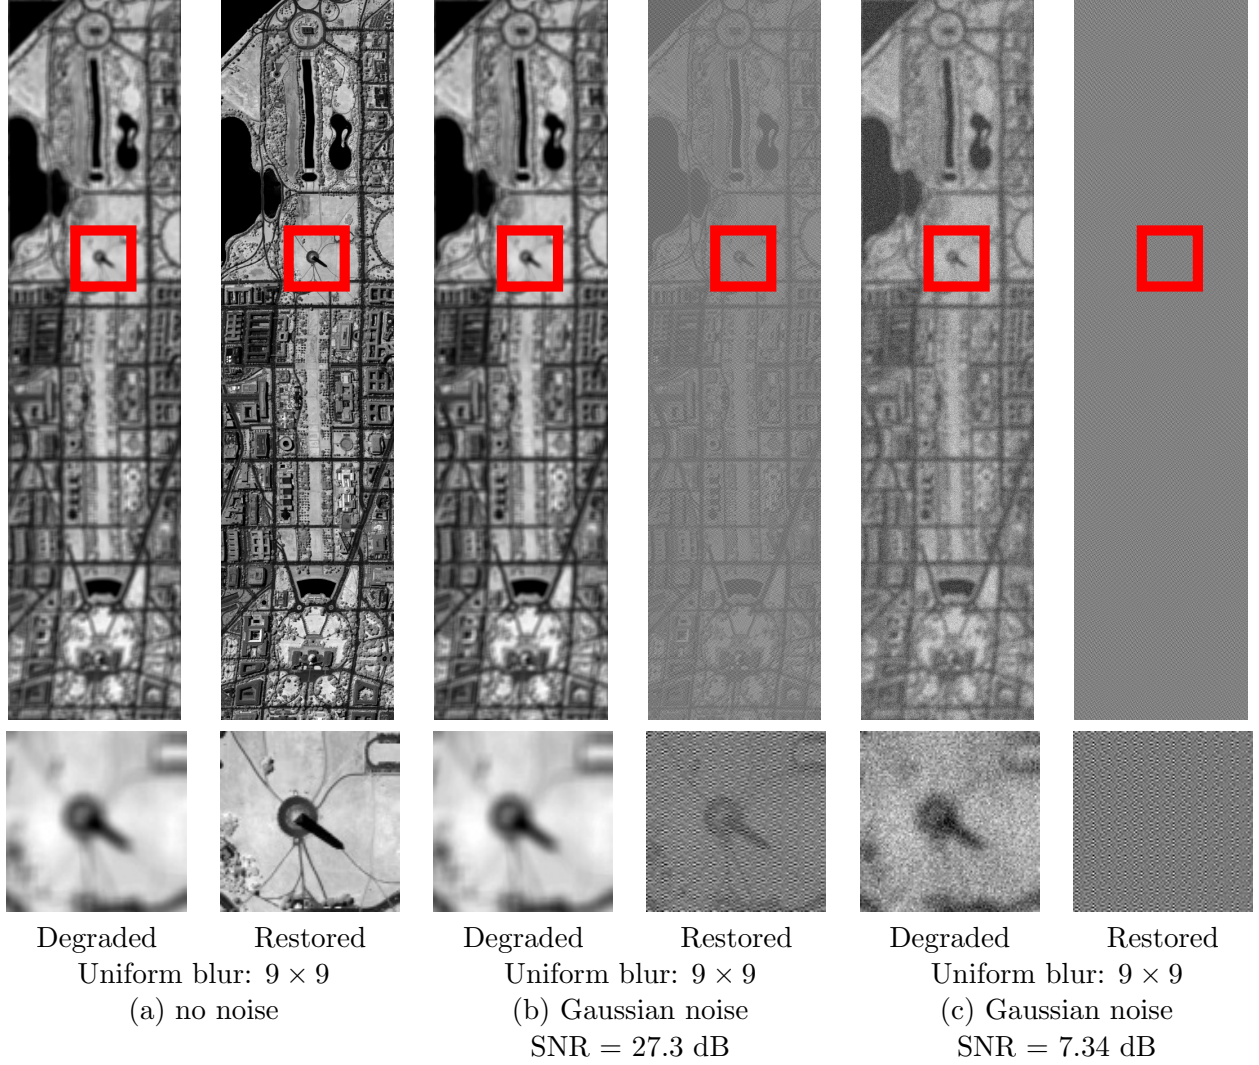 Degraded Restored Degraded Restored Degraded Restored
Uniform blur: 9 × 9 Uniform blur: 9 × 9 Uniform blur: 9 × 9
(a) no noise (b) Gaussian noise (c) Gaussian noise
SNR = 27.3 dB SNR = 7.34 dB